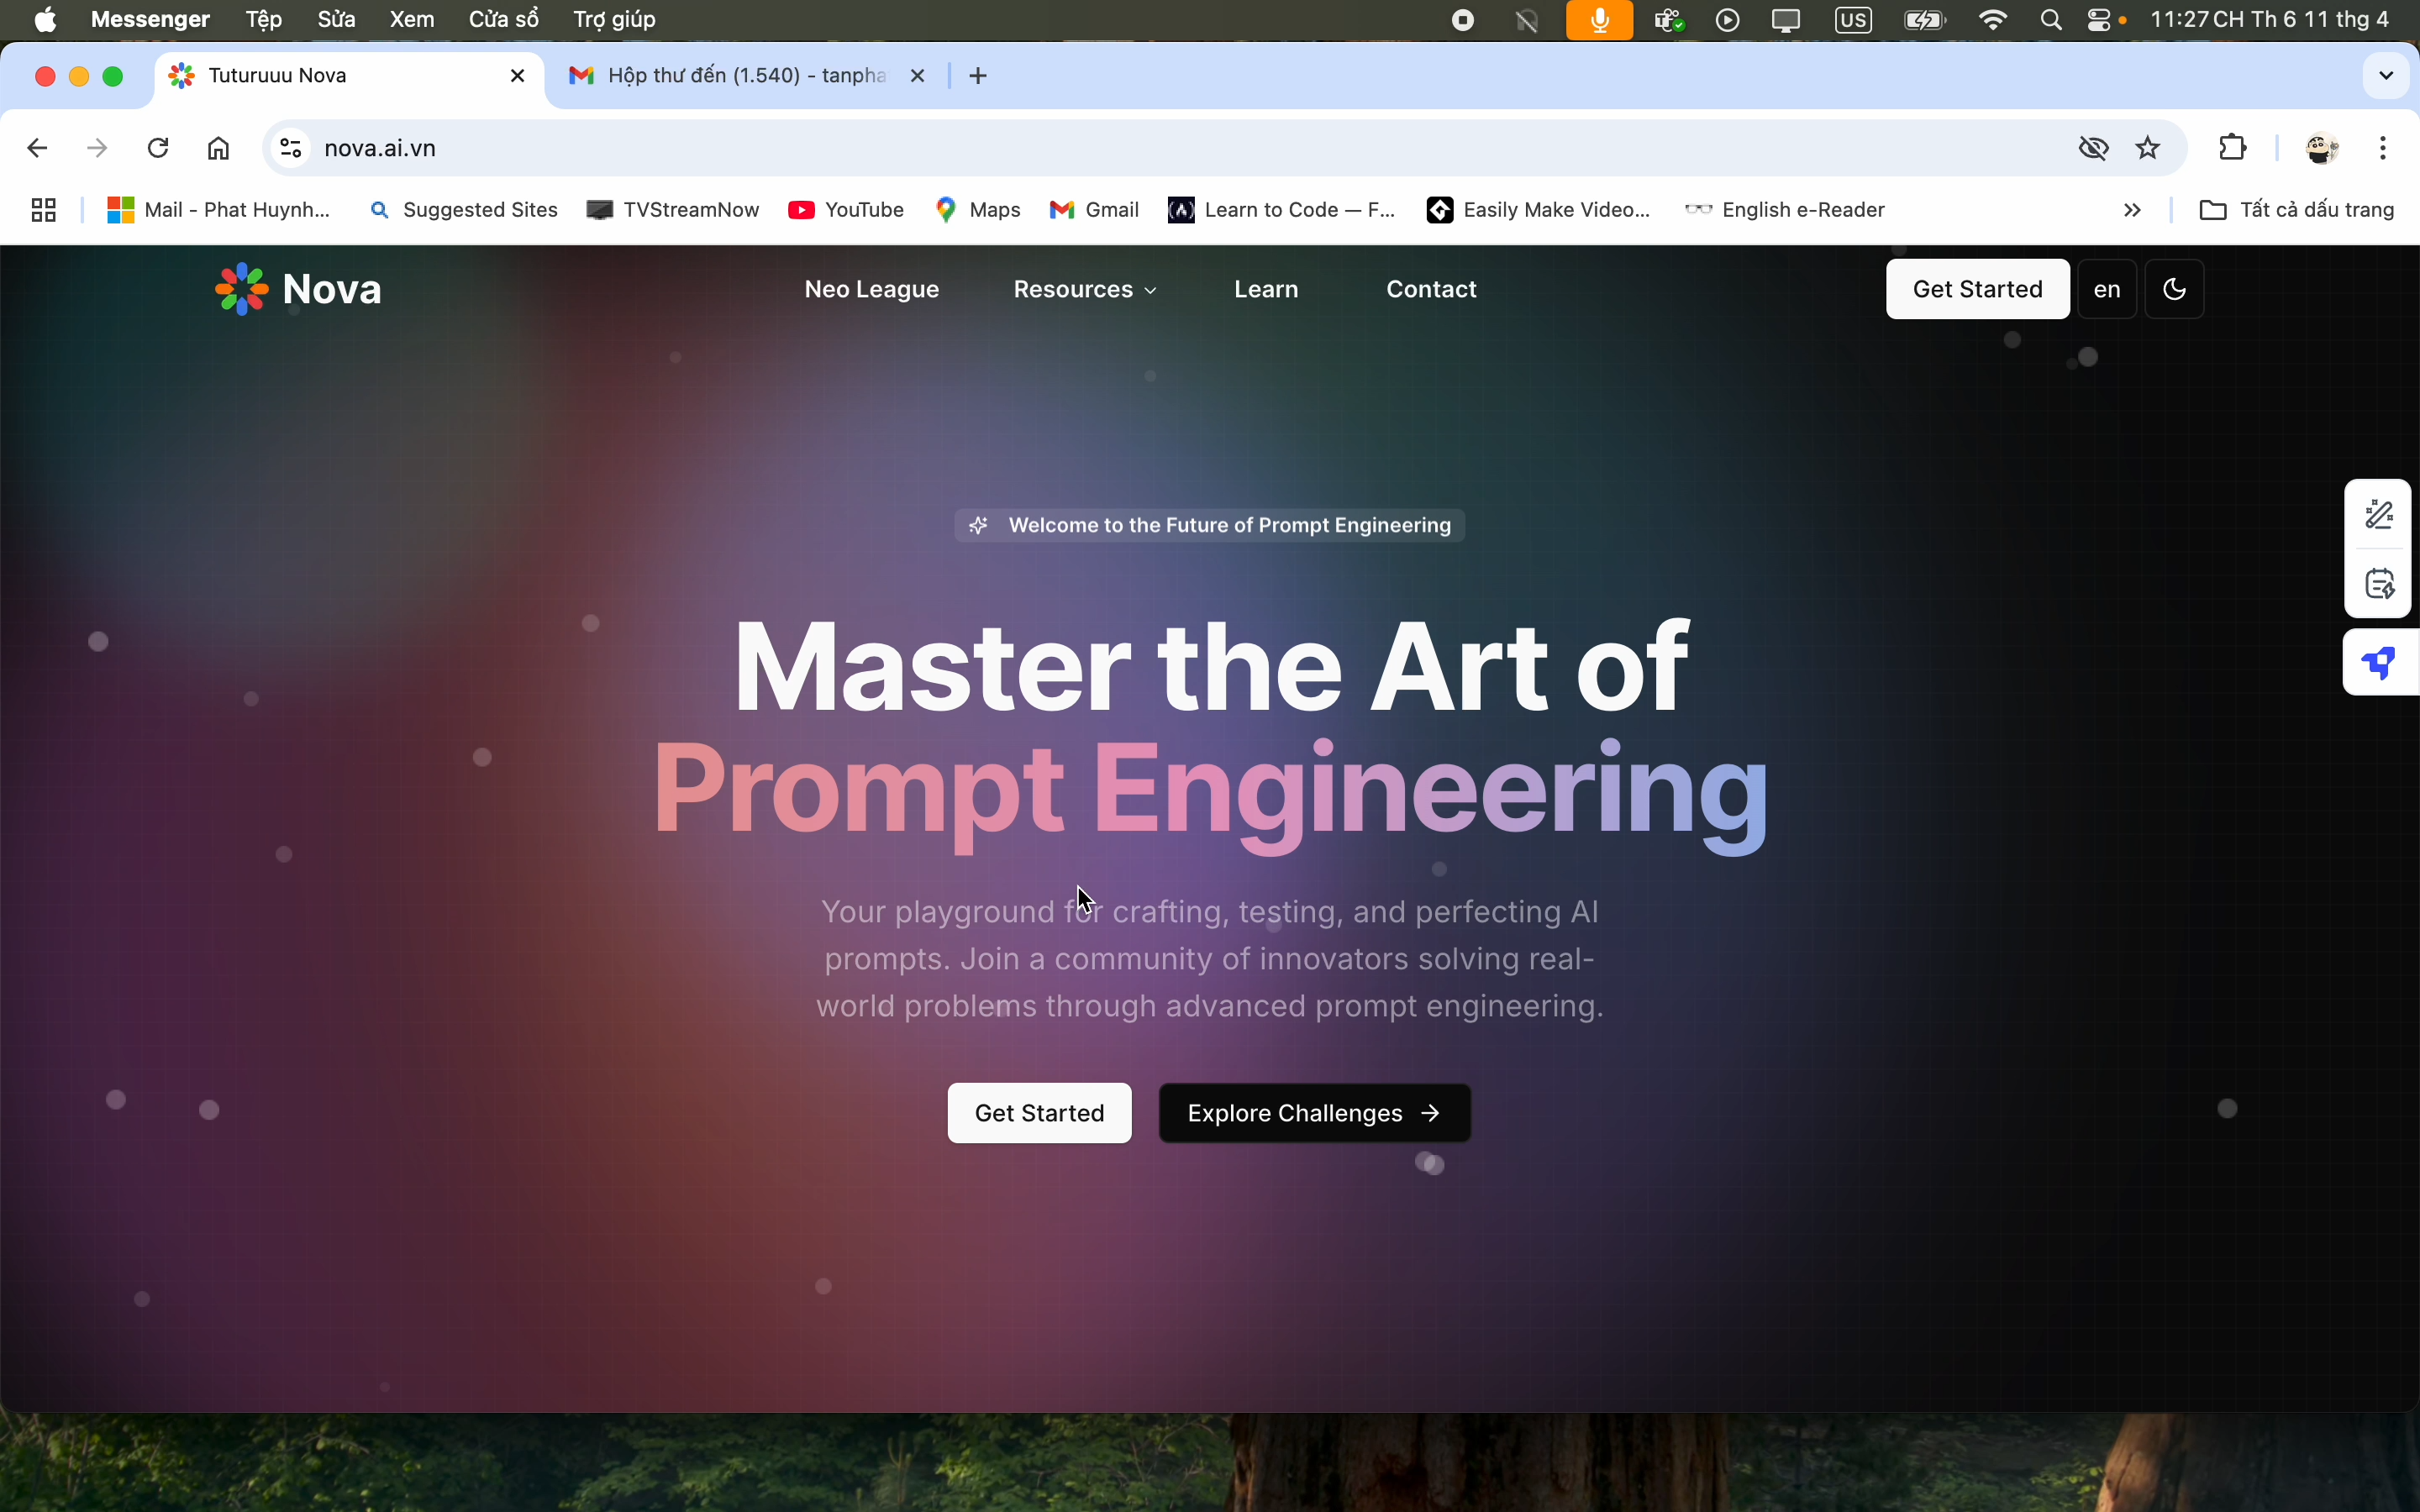 Messenger Tệp Sửa Xem Cửa sổ Trợ giúp US 11:27 CH Th 6 11 thg 4
Tuturuuu Nova Hộp thư đến (1.540) - tanpha
nova.ai.vn
Mail - Phat Huynh... Suggested Sites TVStreamNow YouTube Maps Gmail Learn to Code — F... Easily Make Video... English e-Reader Tất cả dấu trang
Nova Neo League Resources Learn Contact Get Started en
Welcome to the Future of Prompt Engineering
Master the Art of
Prompt Engineering
Your playground for crafting, testing, and perfecting AI
prompts. Join a community of innovators solving real-
world problems through advanced prompt engineering.
Get Started Explore Challenges →